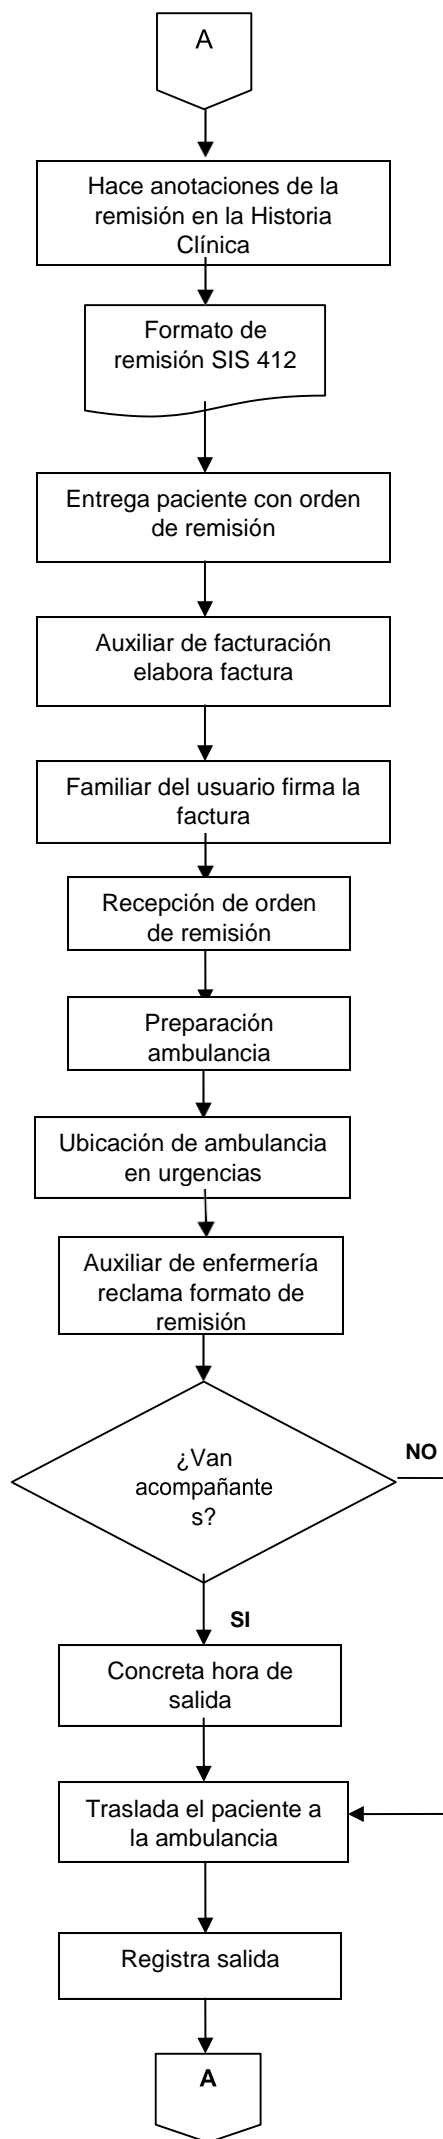 A
Hace anotaciones de la
remisión en la Historia
Clínica
Formato de
remisión SIS 412
Entrega paciente con orden
de remisión
Auxiliar de facturación
elabora factura
Familiar del usuario firma la
factura
Recepción de orden
de remisión
Preparación
ambulancia
Ubicación de ambulancia
en urgencias
Auxiliar de enfermería
reclama formato de
remisión
¿Van
acompañante
s?
NO
SI
Concreta hora de
salida
Traslada el paciente a
la ambulancia
Registra salida
A